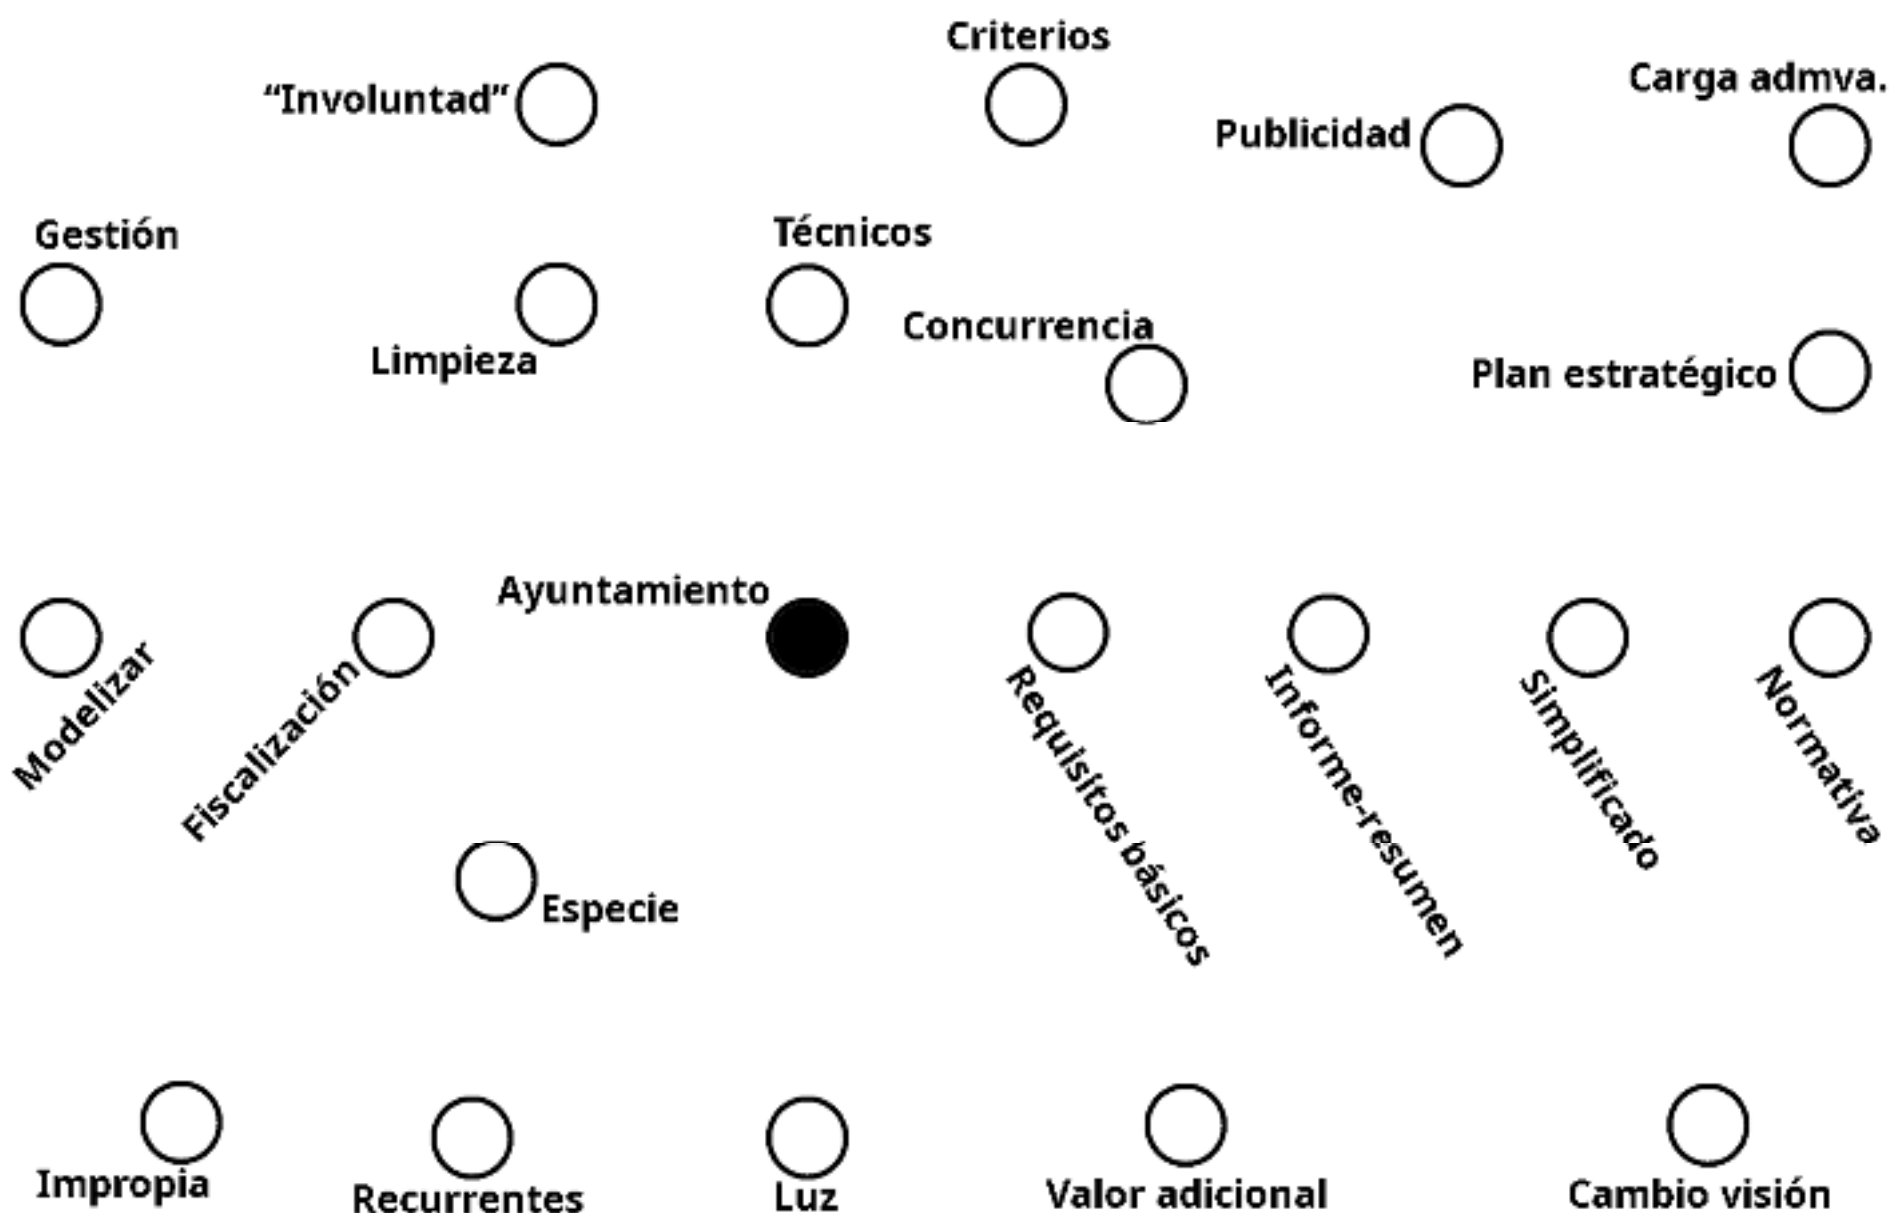 Criterios
“Involuntad”
Carga admva.
Publicidad
Gestión
Técnicos
Concurrencia
Limpieza
Plan estratégico
Ayuntamiento
Modelizar
Fiscalización
Requisitos básicos
Informe-resumen
Simplificado
Normativa
Especie
Impropia
Recurrentes
Luz
Valor adicional
Cambio visión